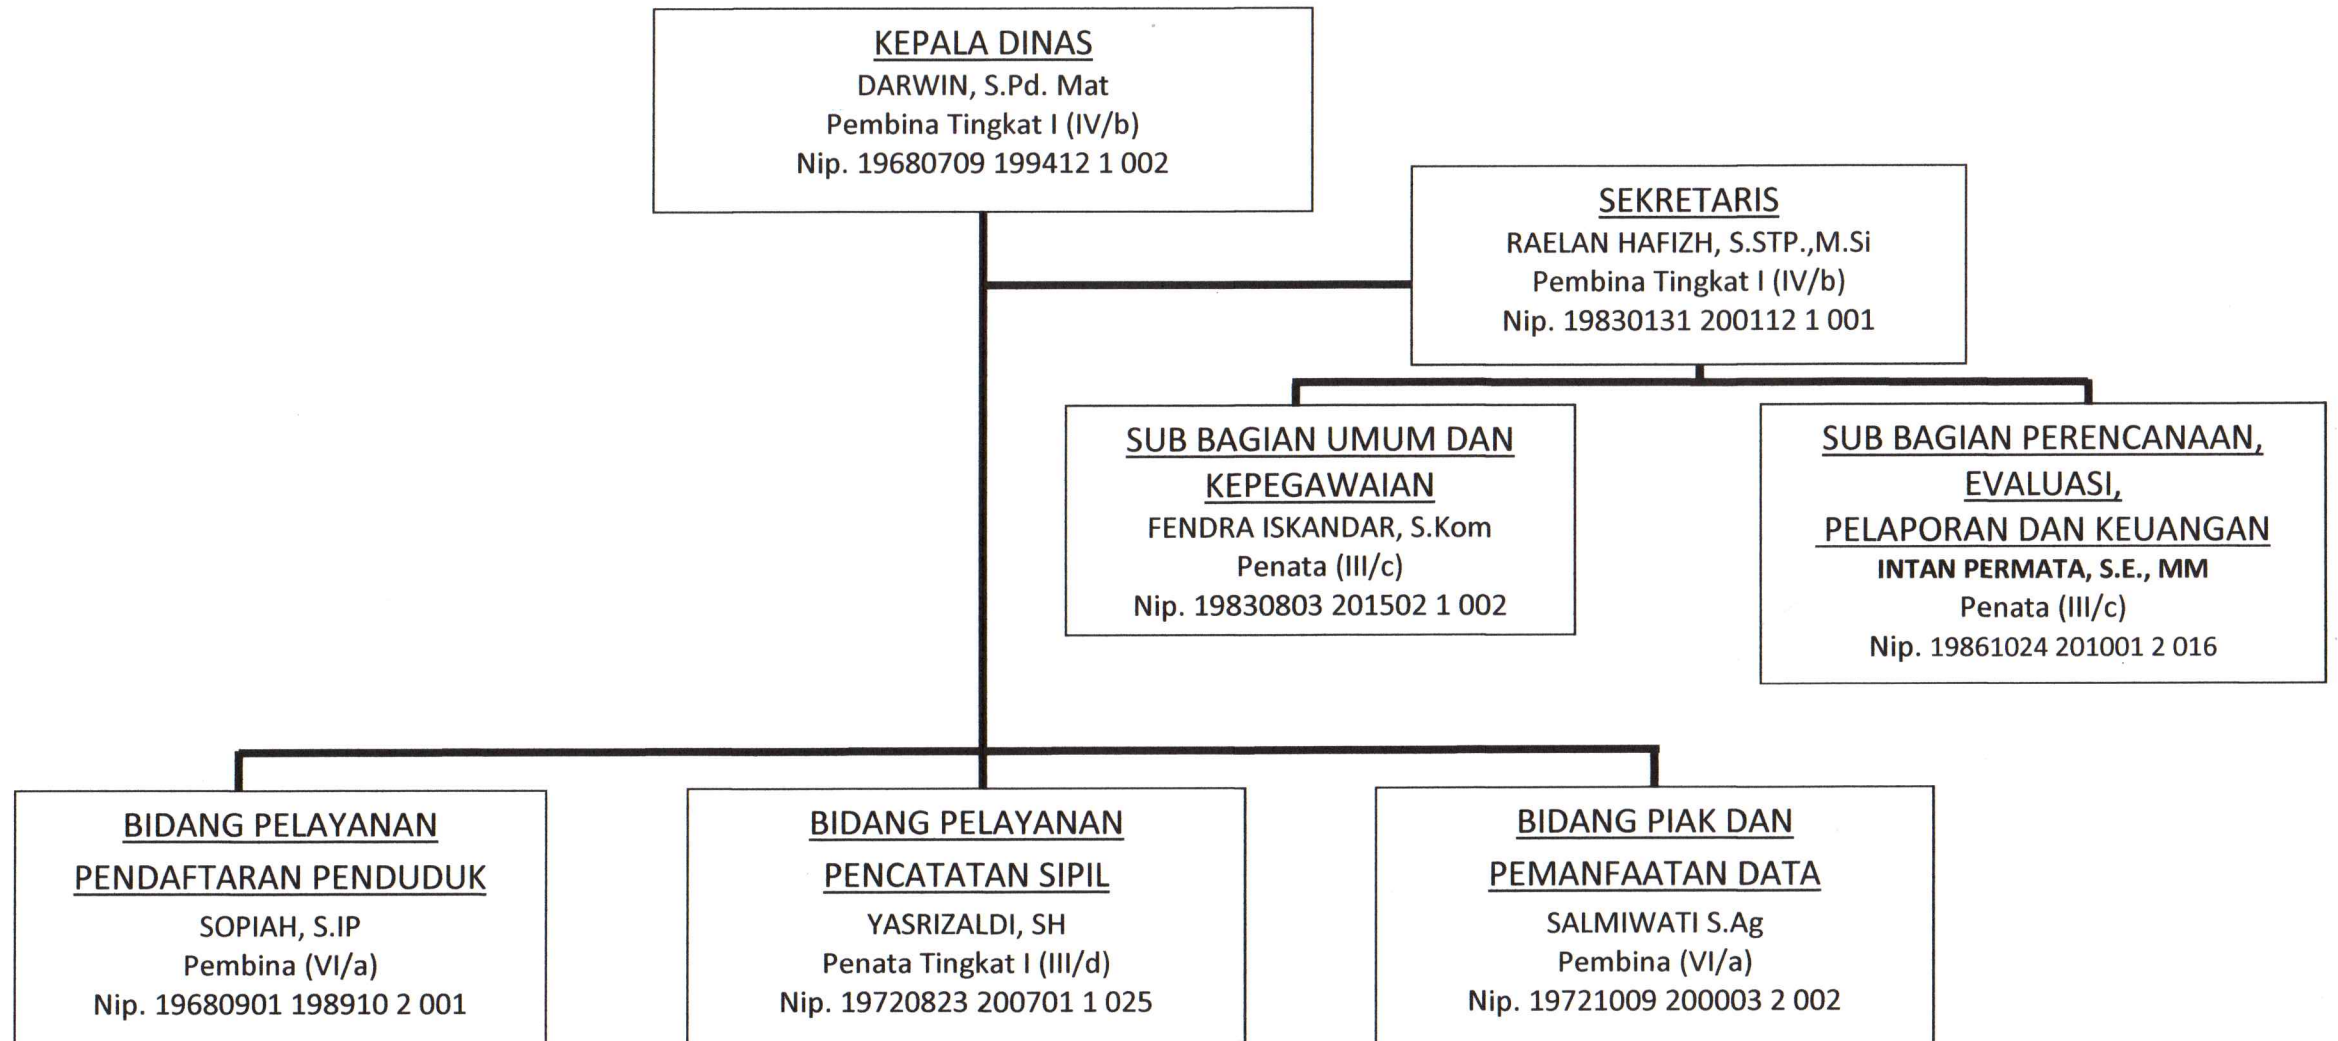 KEPALA DINAS
DARWIN, S.Pd. Mat
Pembina Tingkat I (IV/b)
Nip. 19680709 199412 1 002
SEKRETARIS
RAELAN HAFIZH, S.STP.,M.Si
Pembina Tingkat I (IV/b)
Nip. 19830131 200112 1 001
SUB BAGIAN UMUM DAN
KEPEGAWAIAN
FENDRA ISKANDAR, S.Kom
Penata (III/c)
Nip. 19830803 201502 1 002
SUB BAGIAN PERENCANAAN,
EVALUASI,
PELAPORAN DAN KEUANGAN
INTAN PERMATA, S.E., MM
Penata (III/c)
Nip. 19861024 201001 2 016
BIDANG PELAYANAN
PENDAFTARAN PENDUDUK
SOPIAH, S.IP
Pembina (VI/a)
Nip. 19680901 198910 2 001
BIDANG PELAYANAN
PENCATATAN SIPIL
YASRIZALDI, SH
Penata Tingkat I (III/d)
Nip. 19720823 200701 1 025
BIDANG PIAK DAN
PEMANFAATAN DATA
SALMIWATI S.Ag
Pembina (VI/a)
Nip. 19721009 200003 2 002